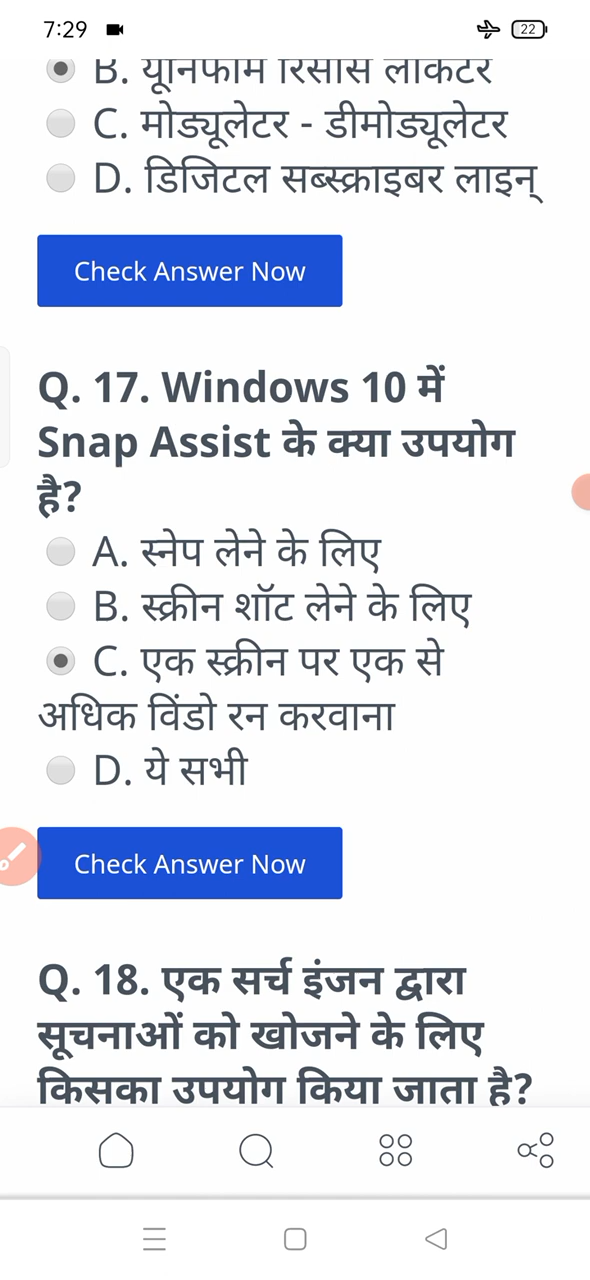 7:29
22
B. यूनिफॉर्म रिसोर्स लोकेटर
C. मोड्यूलेटर - डीमोड्यूलेटर
D. डिजिटल सब्स्क्राइबर लाइन्
Check Answer Now
Q. 17. Windows 10 में
Snap Assist के क्या उपयोग
है?
A. स्नेप लेने के लिए
B. स्क्रीन शॉट लेने के लिए
C. एक स्क्रीन पर एक से
अधिक विंडो रन करवाना
D. ये सभी
Check Answer Now
Q. 18. एक सर्च इंजन द्वारा
सूचनाओं को खोजने के लिए
किसका उपयोग किया जाता है?